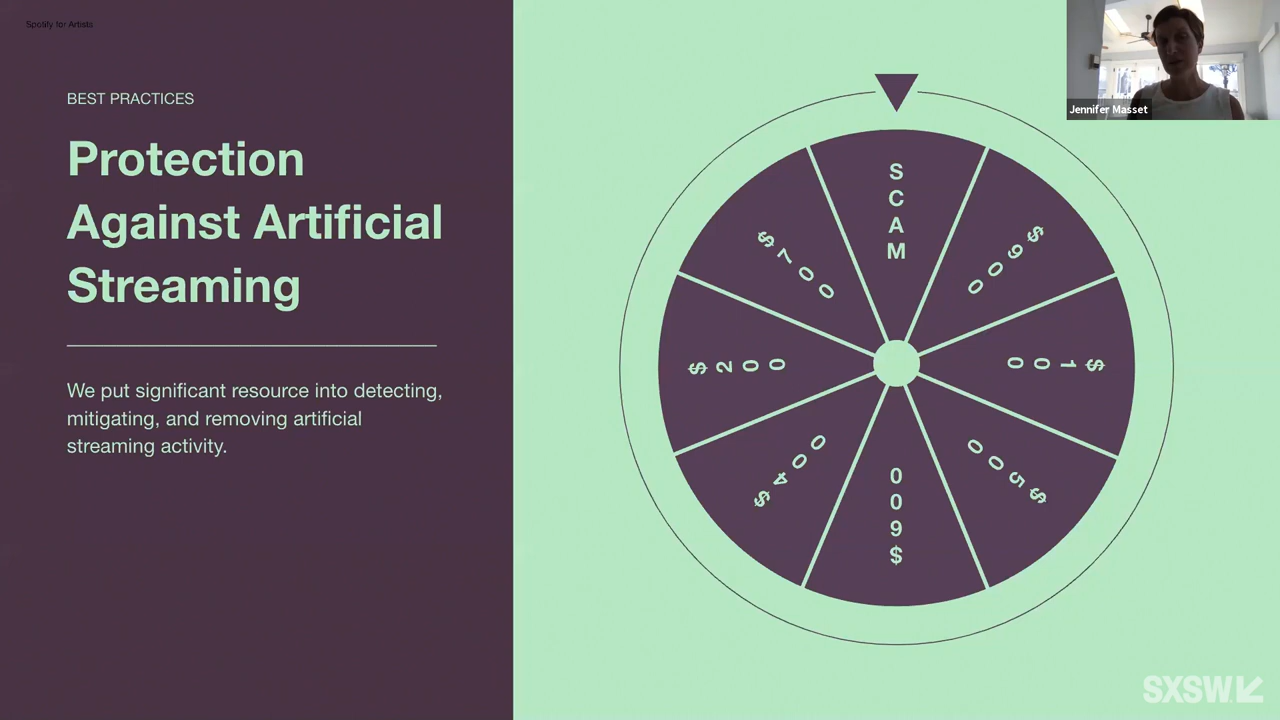 Spotify for Artists
BEST PRACTICES
Protection
Against Artificial
Streaming
We put significant resource into detecting,
mitigating, and removing artificial
streaming activity.
SCAM
$900
$100
$500
$600
$400
$200
$700
Jennifer Masset
SXSW